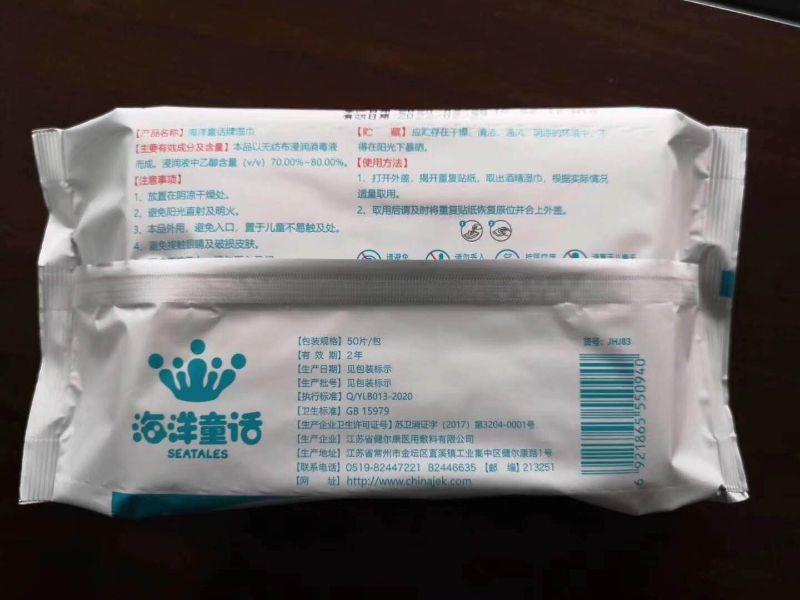 【产品名称】海洋童话牌湿巾
【主要有效成分及含量】本品以无纺布浸润消毒液
而成。浸润液中乙醇含量（v/v）70.00%~80.00%。
【注意事项】
1、放置在阴凉干燥处。
2、避免阳光直射及明火。
3、本品外用，避免入口，置于儿童不易触及处。
4、避免接触眼睛及破损皮肤。
【贮 藏】应贮存在干燥、清洁、通风、阴凉的环境中，不
得在阳光下暴晒。
【使用方法】
1、打开外盖，揭开重复贴纸，取出酒精湿巾，根据实际情况
适量取用。
2、取用后请及时将重复贴纸恢复原位并合上外盖。
请避免
请勿丢入
海洋童话
SEATALES
【包装规格】50片/包
【有 效 期】2年
【生产日期】见包装标示
【生产批号】见包装标示
【执行标准】Q/YLB013-2020
【卫生标准】GB 15979
【生产企业卫生许可证号】苏卫消证字（2017）第3204-0001号
【生产企业】江苏省健尔康医用敷料有限公司
【生产地址】江苏省常州市金坛区直溪镇工业集中区健尔康路1号
【联系电话】0519-82447221 82446635【邮 编】213251
【网 址】http://www.chinajek.com
货号：JHJ83
6 921865 550940